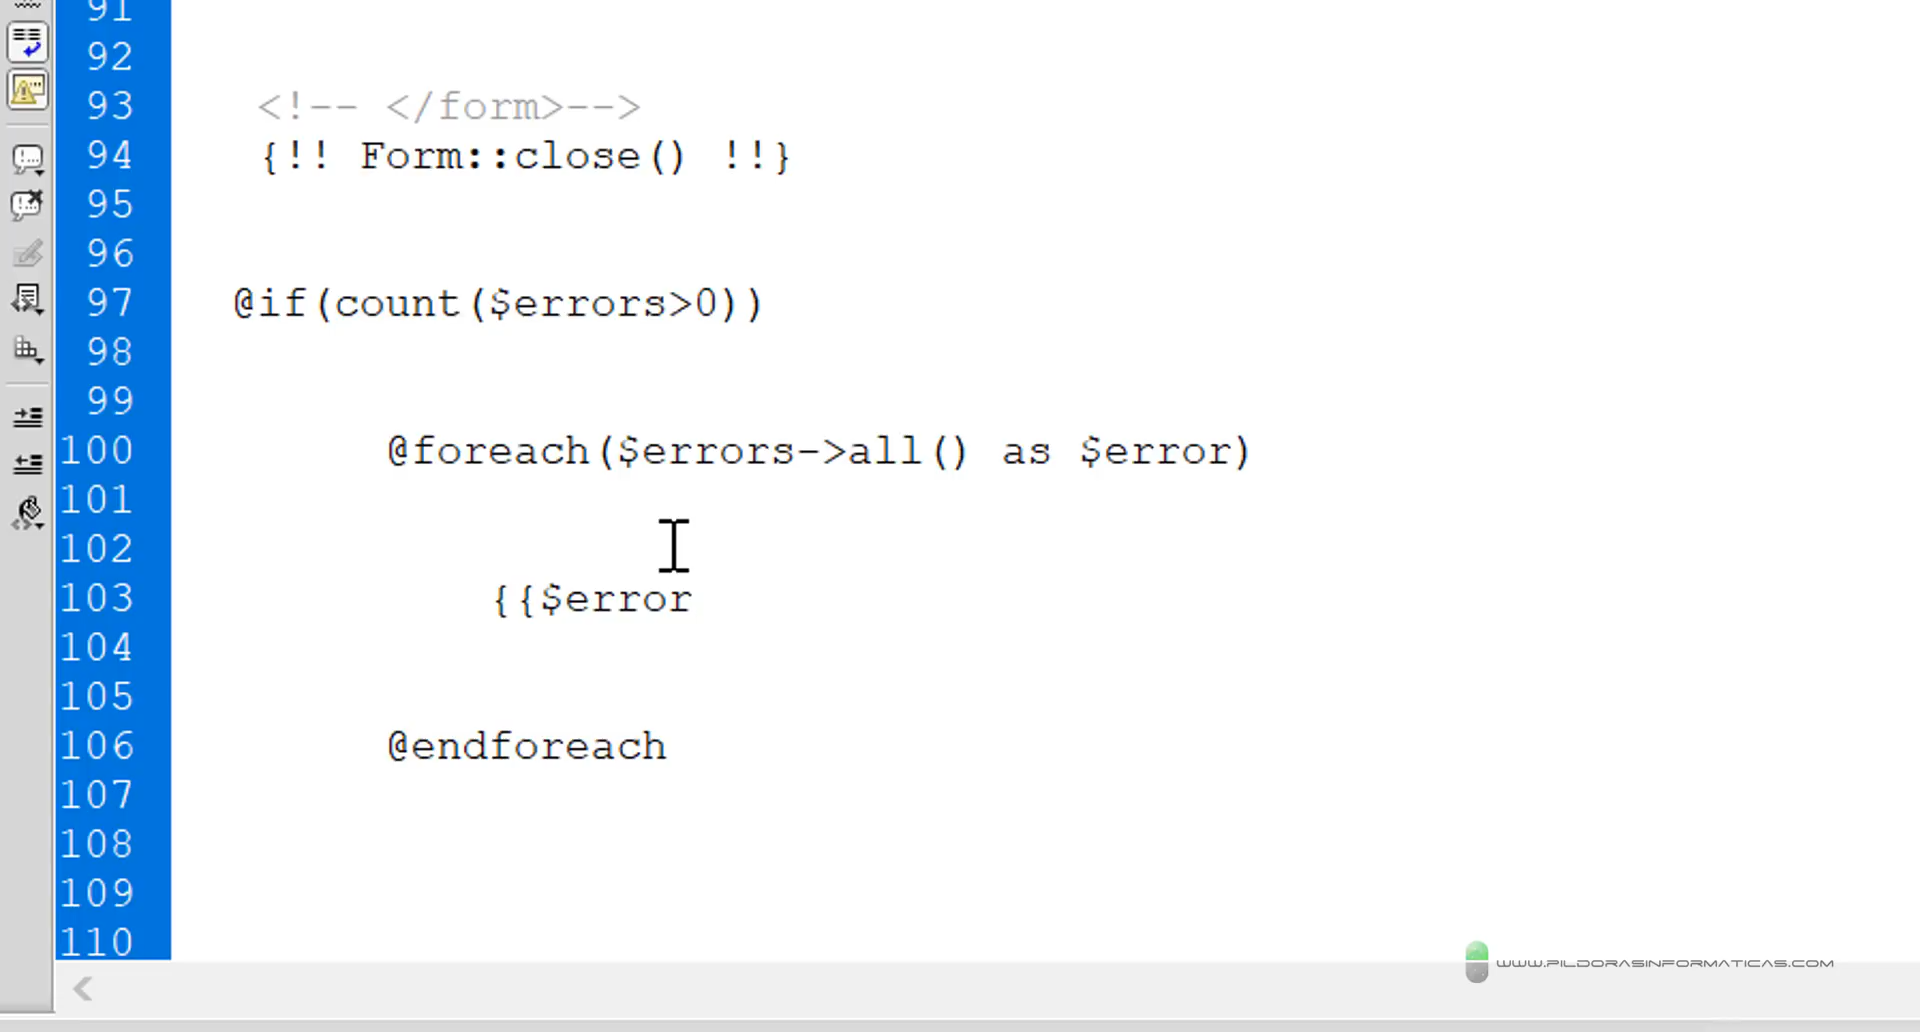 91
92
93 <!-- </form>-->
94 {!! Form::close() !!}
95
96
97 @if(count($errors>0))
98
99
100 @foreach($errors->all() as $error)
101
102
103 {{$error
104
105
106 @endforeach
107
108
109
110
WWW.PILDORASINFORMATICAS.COM